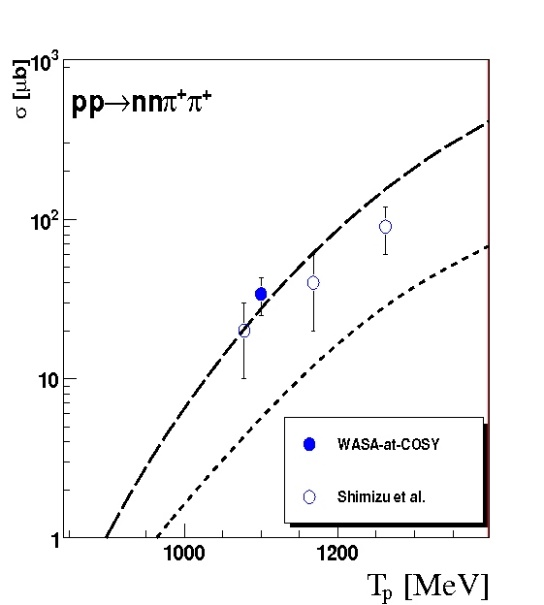 10³
σ [μb]
pp→nnπ⁺π⁺
10²
10
1
WASA-at-COSY
Shimizu et al.
1000 1200
Tₚ [MeV]